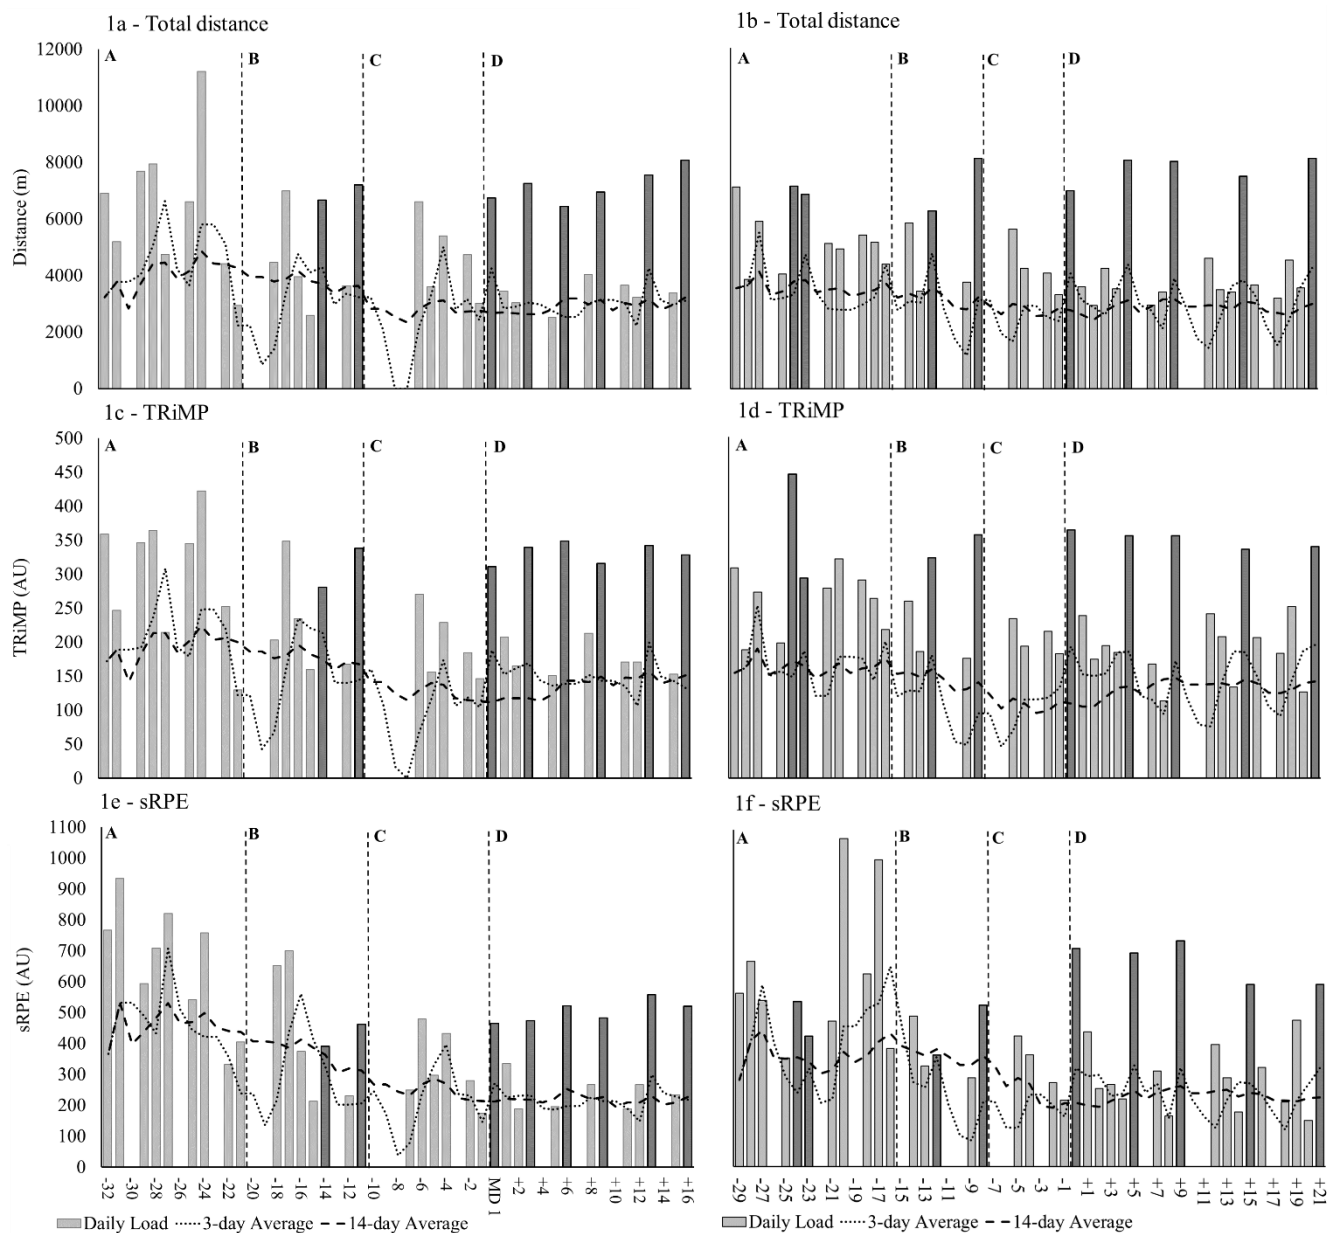 1a - Total distance
1b - Total distance
12000
10000
8000
6000
4000
2000
0
Distance (m)
A B C D
A B C D
1c - TRiMP
1d - TRiMP
500
450
400
350
300
250
200
150
100
50
0
TRiMP (AU)
A B C D
A B C D
1e - sRPE
1f - sRPE
1100
1000
900
800
700
600
500
400
300
200
100
0
sRPE (AU)
A B C D
A B C D
-32 -30 -28 -26 -24 -22 -20 -18 -16 -14 -12 -10 -8 -6 -4 -2 MD 1 +2 +4 +6 +8 +10 +12 +14 +16
-29 -27 -25 -23 -21 -19 -17 -15 -13 -11 -9 -7 -5 -3 -1 +1 +3 +5 +7 +9 +11 +13 +15 +17 +19 +21
Daily Load 3-day Average 14-day Average
Daily Load 3-day Average 14-day Average